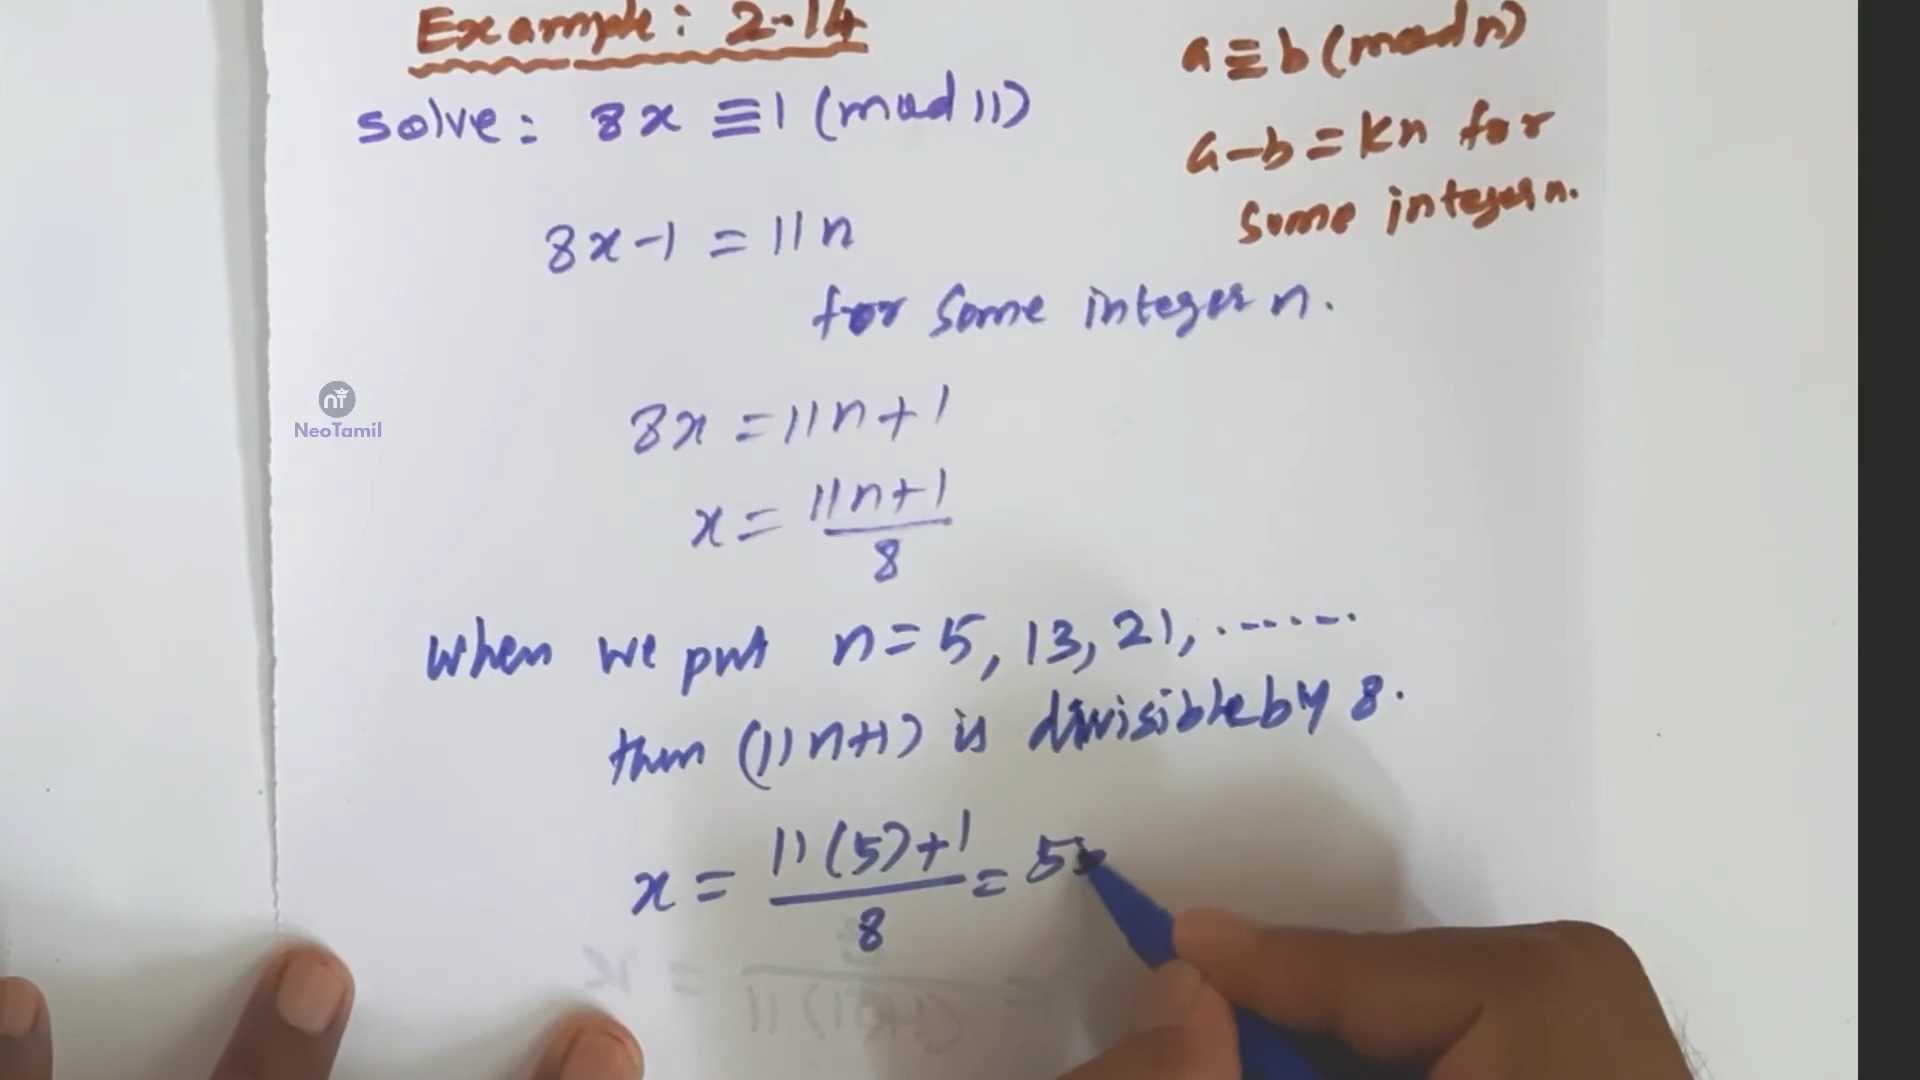 Example: 2.14
a ≡ b (mod n)
solve: 8x ≡ 1 (mod 11)
a-b = kn for
some integer n.
8x-1 = 11n
for some integer n.
NeoTamil
8x = 11n+1
x = 11n+1
8
when we put n = 5, 13, 21, ......
then (11n+1) is divisible by 8.
x = 11(5)+1 = 55
8